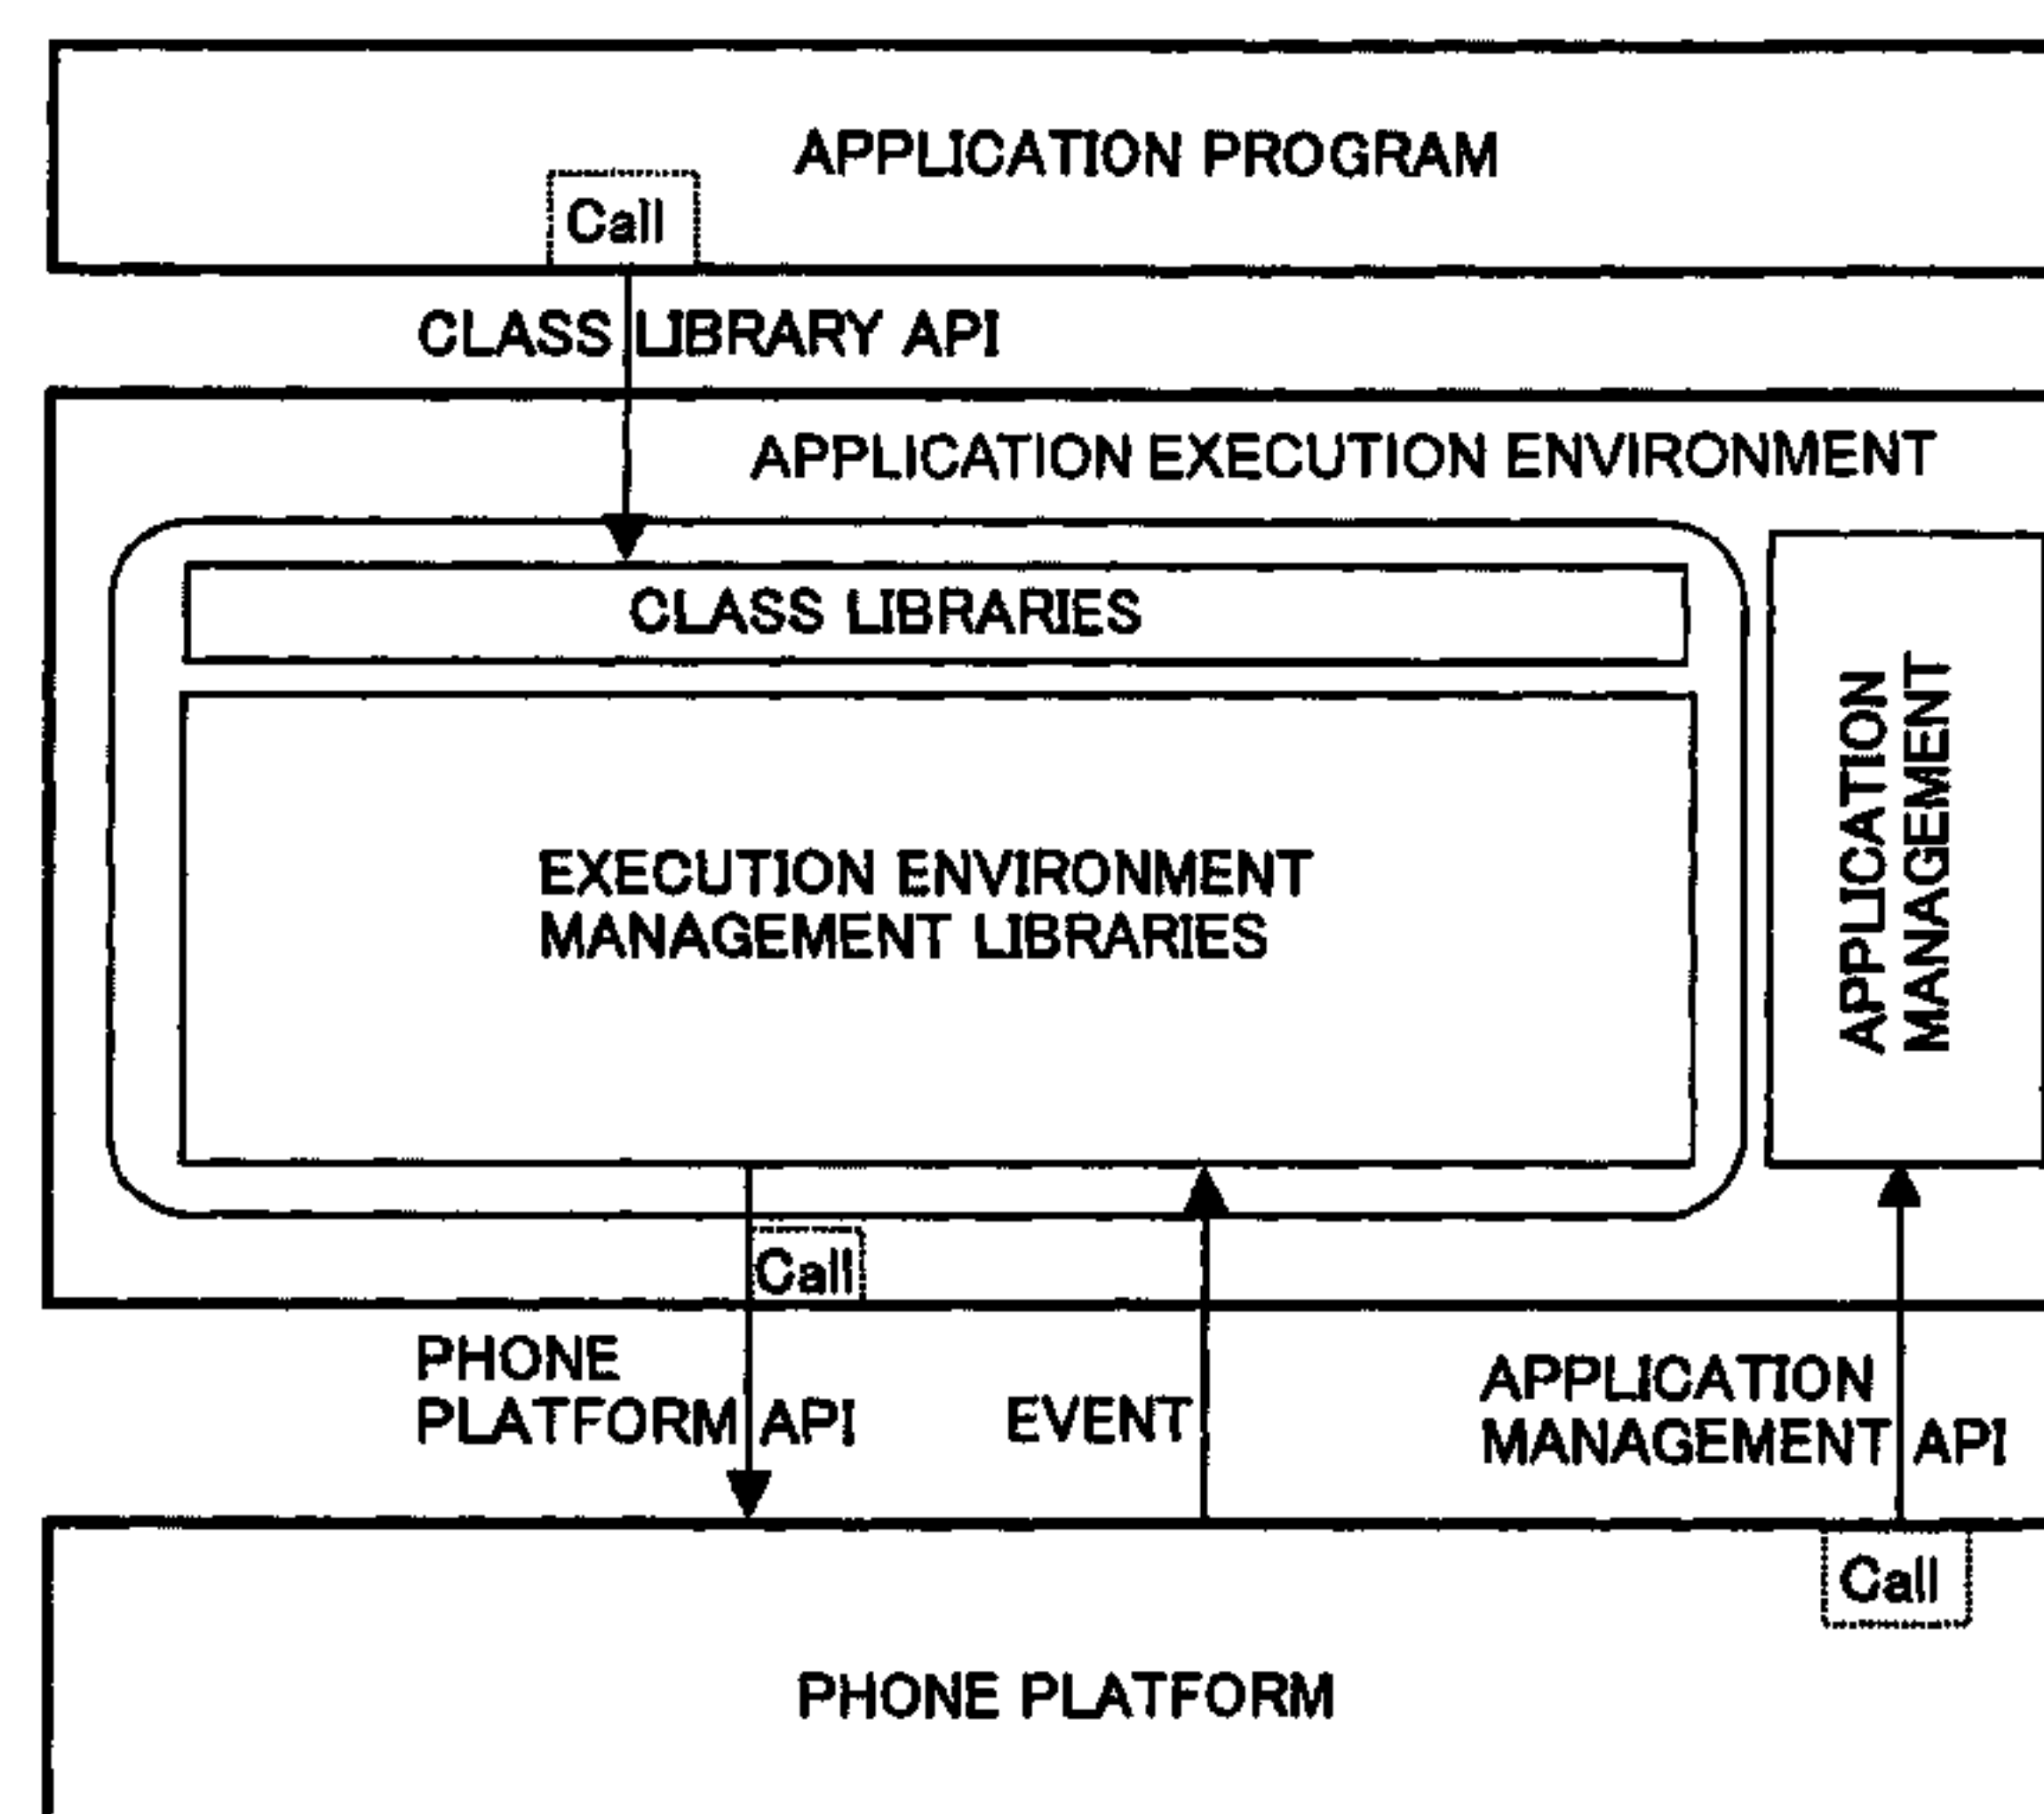 APPLICATION PROGRAM
Call
CLASS LIBRARY API
APPLICATION EXECUTION ENVIRONMENT
CLASS LIBRARIES
EXECUTION ENVIRONMENT
MANAGEMENT LIBRARIES
APPLICATION
MANAGEMENT
Call
PHONE
PLATFORM API
EVENT
APPLICATION
MANAGEMENT API
Call
PHONE PLATFORM